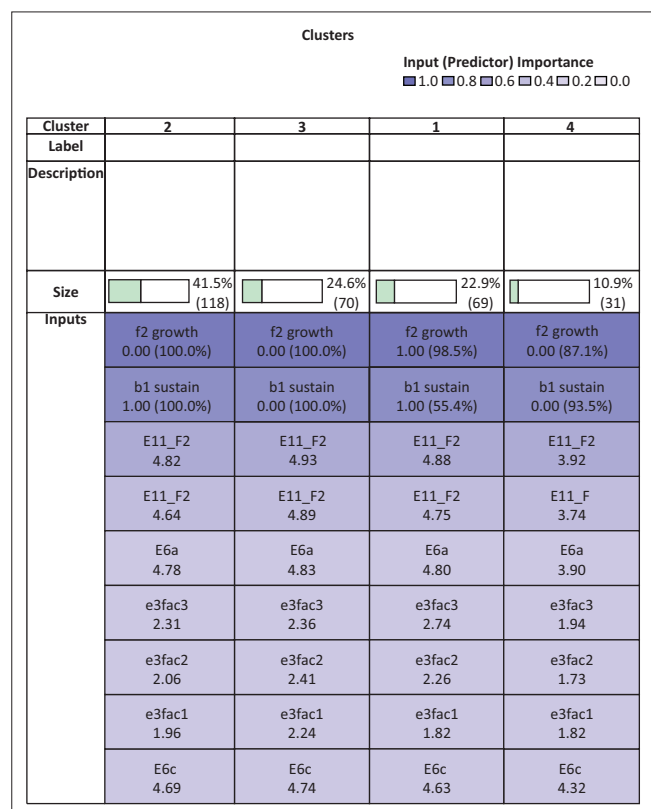 Clusters
Input (Predictor) Importance
1.0 0.8 0.6 0.4 0.2 0.0
Cluster 2 3 1 4
Label
Description
Size 41.5% (118) 24.6% (70) 22.9% (69) 10.9% (31)
Inputs
f2 growth f2 growth f2 growth f2 growth
0.00 (100.0%) 0.00 (100.0%) 1.00 (98.5%) 0.00 (87.1%)
b1 sustain b1 sustain b1 sustain b1 sustain
1.00 (100.0%) 0.00 (100.0%) 1.00 (55.4%) 0.00 (93.5%)
E11_F2 E11_F2 E11_F2 E11_F2
4.82 4.93 4.88 3.92
E11_F2 E11_F2 E11_F2 E11_F
4.64 4.89 4.75 3.74
E6a E6a E6a E6a
4.78 4.83 4.80 3.90
e3fac3 e3fac3 e3fac3 e3fac3
2.31 2.36 2.74 1.94
e3fac2 e3fac2 e3fac2 e3fac2
2.06 2.41 2.26 1.73
e3fac1 e3fac1 e3fac1 e3fac1
1.96 2.24 1.82 1.82
E6c E6c E6c E6c
4.69 4.74 4.63 4.32